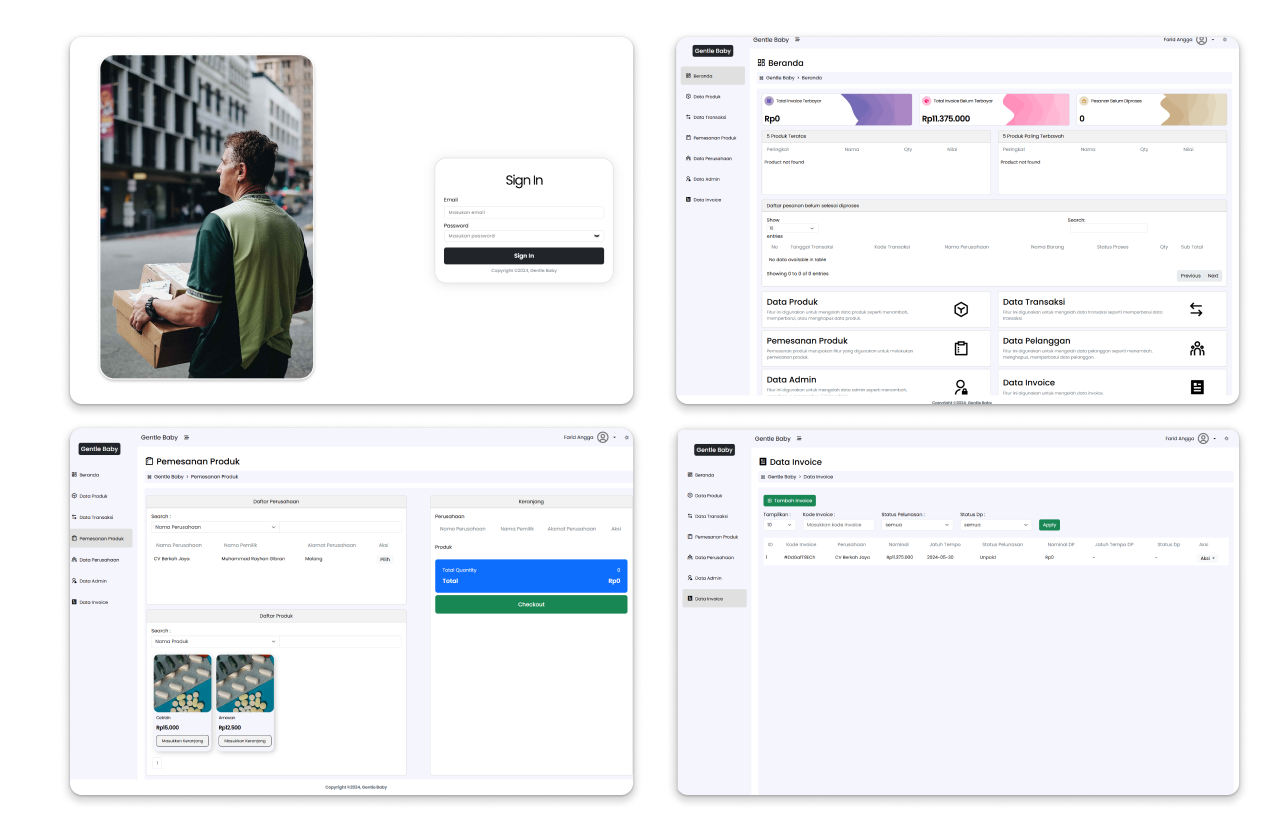 Sign In
Email
Masukan email
Password
Masukan password
Sign In
Copyright ©2024, Gentle Baby
Gentle Baby
Gentle Baby
Farid Angga
Beranda
Gentle Baby > Beranda
Beranda
Data Produk
Data Transaksi
Pemesanan Produk
Data Perusahaan
Data Admin
Data Invoice
Total Invoice Terbayar
Rp0
Total Invoice Belum Terbayar
Rp11.375.000
Pesanan Belum Diproses
0
5 Produk Teratas
Peringkat Nama Qty Nilai
Product not found
5 Produk Paling Terbawah
Peringkat Nama Qty Nilai
Product not found
Daftar pesanan belum selesai diproses
Show
entries
Search:
No Tanggal Transaksi Kode Transaksi Nama Perusahaan Nama Barang Status Proses Qty Sub Total
No data available in table
Showing 0 to 0 of 0 entries
Previous Next
Data Produk
Fitur ini digunakan untuk mengelolah data produk seperti menambah,
memperbarui, atau menghapus data produk.
Data Transaksi
Fitur ini digunakan untuk mengelolah data transaksi seperti memperbarui data
transaksi.
Pemesanan Produk
Pemesanan produk merupakan fitur yang digunakan untuk melakukan
pemesanan produk.
Data Pelanggan
Fitur ini digunakan untuk mengelolah data pelanggan seperti menambah,
menghapus, memperbarui data pelanggan.
Data Admin
Fitur ini digunakan untuk mengelolah data admin seperti menambah,
Data Invoice
Fitur ini digunakan untuk mengelolah data invoice.
Copyright ©2024, Gentle Baby
Gentle Baby
Gentle Baby
Farid Angga
Pemesanan Produk
Gentle Baby > Pemesanan Produk
Beranda
Data Produk
Data Transaksi
Pemesanan Produk
Data Perusahaan
Data Admin
Data Invoice
Daftar Perusahaan
Search :
Nama Perusahaan
Nama Perusahaan Nama Pemilik Alamat Perusahaan Aksi
CV Berkah Jaya Muhammad Rayhan Gibran Malang Pilih
Daftar Produk
Search :
Nama Produk
Cetrizin
Rp15.000
Masukkan Keranjang
Amoxan
Rp12.500
Masukkan Keranjang
1
Keranjang
Perusahaan
Nama Perusahaan Nama Pemilik Alamat Perusahaan Aksi
Produk
Total Quantity 0
Total Rp0
Checkout
Copyright ©2024, Gentle Baby
Gentle Baby
Gentle Baby
Farid Angga
Data Invoice
Gentle Baby > Data Invoice
Beranda
Data Produk
Data Transaksi
Pemesanan Produk
Data Perusahaan
Data Admin
Data Invoice
Tambah Invoice
Tampilkan : Kode Invoice : Status Pelunasan : Status Dp :
10 Masukkan kode invoice semua semua Apply
ID Kode Invoice Perusahaan Nominal Jatuh Tempo Status Pelunasan Nominal DP Jatuh Tempo DP Status Dp Aksi
1 CV Berkah Jaya Rp11.375.000 2024-05-30 Unpaid Rp0 - - Aksi